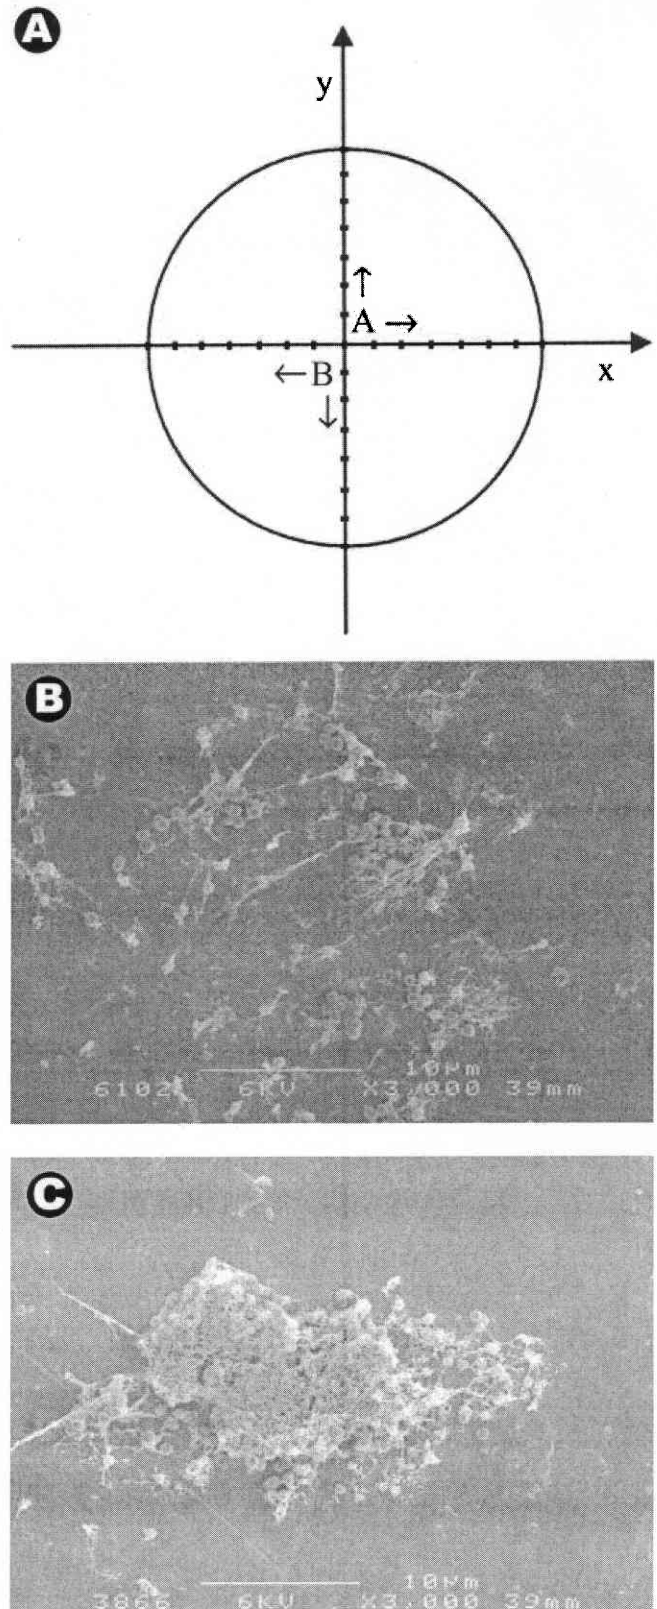 A
y
A →
x
← B
B
10μm
6102 6KV X3,000 39mm
C
10μm
3866 6KV X3,000 39mm